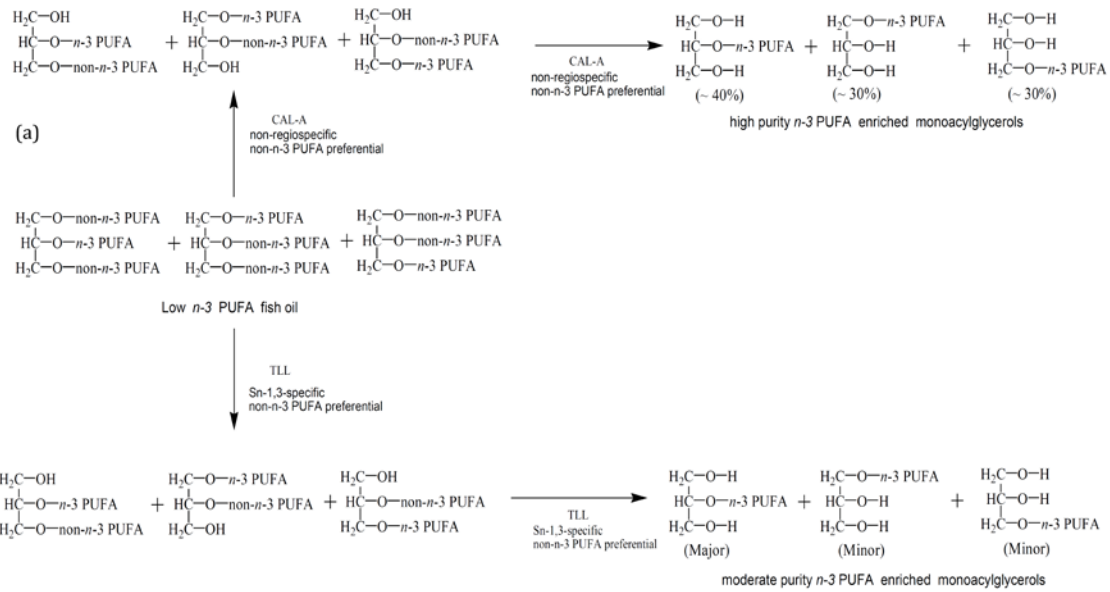 H₂C—OH   H₂C—O—n-3 PUFA   H₂C—OH
HC—O—n-3 PUFA + HC—O—non-n-3 PUFA + HC—O—non-n-3 PUFA
H₂C—O—non-n-3 PUFA   H₂C—OH   H₂C—O—n-3 PUFA
CAL-A
non-regiospecific
non-n-3 PUFA preferential
H₂C—O—H   H₂C—O—n-3 PUFA   H₂C—O—H
HC—O—n-3 PUFA + HC—O—H + HC—O—H
H₂C—O—H   H₂C—O—H   H₂C—O—n-3 PUFA
(~ 40%)   (~ 30%)   (~ 30%)
high purity n-3 PUFA enriched monoacylglycerols
(a)
CAL-A
non-regiospecific
non-n-3 PUFA preferential
H₂C—O—non-n-3 PUFA   H₂C—O—n-3 PUFA   H₂C—O—non-n-3 PUFA
HC—O—n-3 PUFA + HC—O—non-n-3 PUFA + HC—O—non-n-3 PUFA
H₂C—O—non-n-3 PUFA   H₂C—O—non-n-3 PUFA   H₂C—O—n-3 PUFA
Low n-3 PUFA fish oil
TLL
Sn-1,3-specific
non-n-3 PUFA preferential
H₂C—OH   H₂C—O—n-3 PUFA   H₂C—OH
HC—O—n-3 PUFA + HC—O—non-n-3 PUFA + HC—O—non-n-3 PUFA
H₂C—O—non-n-3 PUFA   H₂C—OH   H₂C—O—n-3 PUFA
TLL
Sn-1,3-specific
non-n-3 PUFA preferential
H₂C—O—H   H₂C—O—n-3 PUFA   H₂C—O—H
HC—O—n-3 PUFA + HC—O—H + HC—O—H
H₂C—O—H   H₂C—O—H   H₂C—O—n-3 PUFA
(Major)   (Minor)   (Minor)
moderate purity n-3 PUFA enriched monoacylglycerols